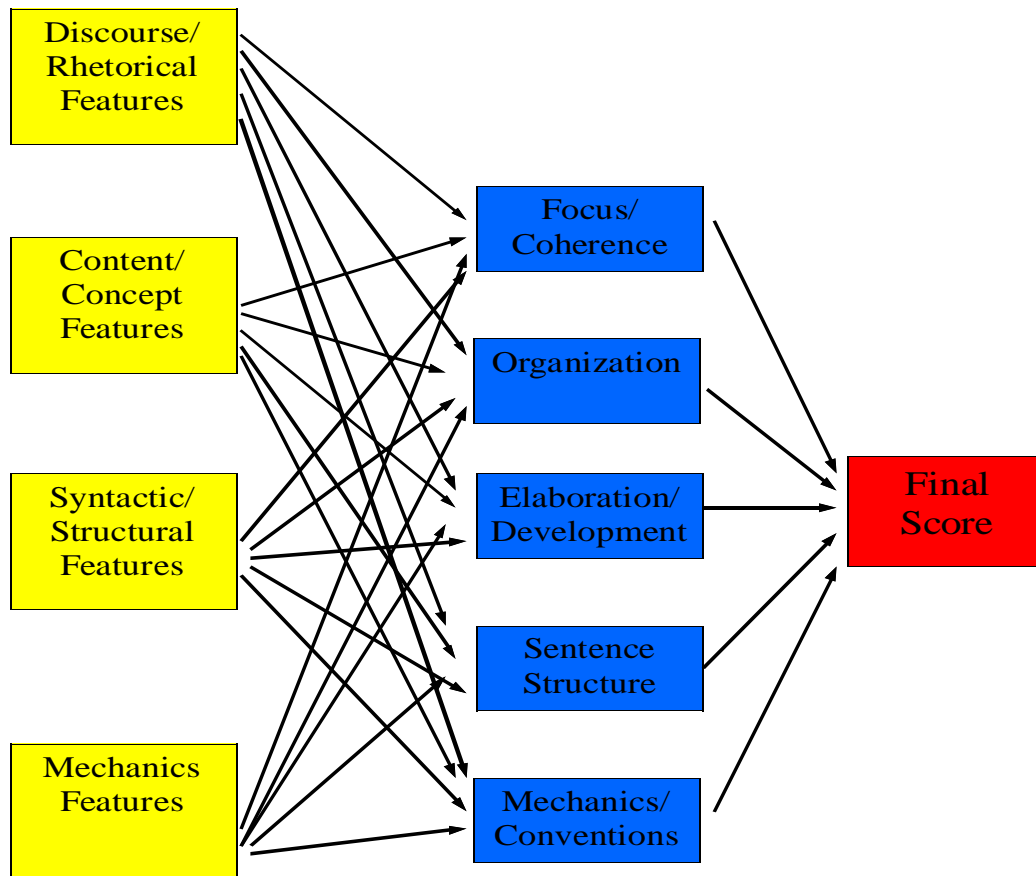 Discourse/
Rhetorical
Features
Content/
Concept
Features
Syntactic/
Structural
Features
Mechanics
Features
Focus/
Coherence
Organization
Elaboration/
Development
Sentence
Structure
Mechanics/
Conventions
Final
Score